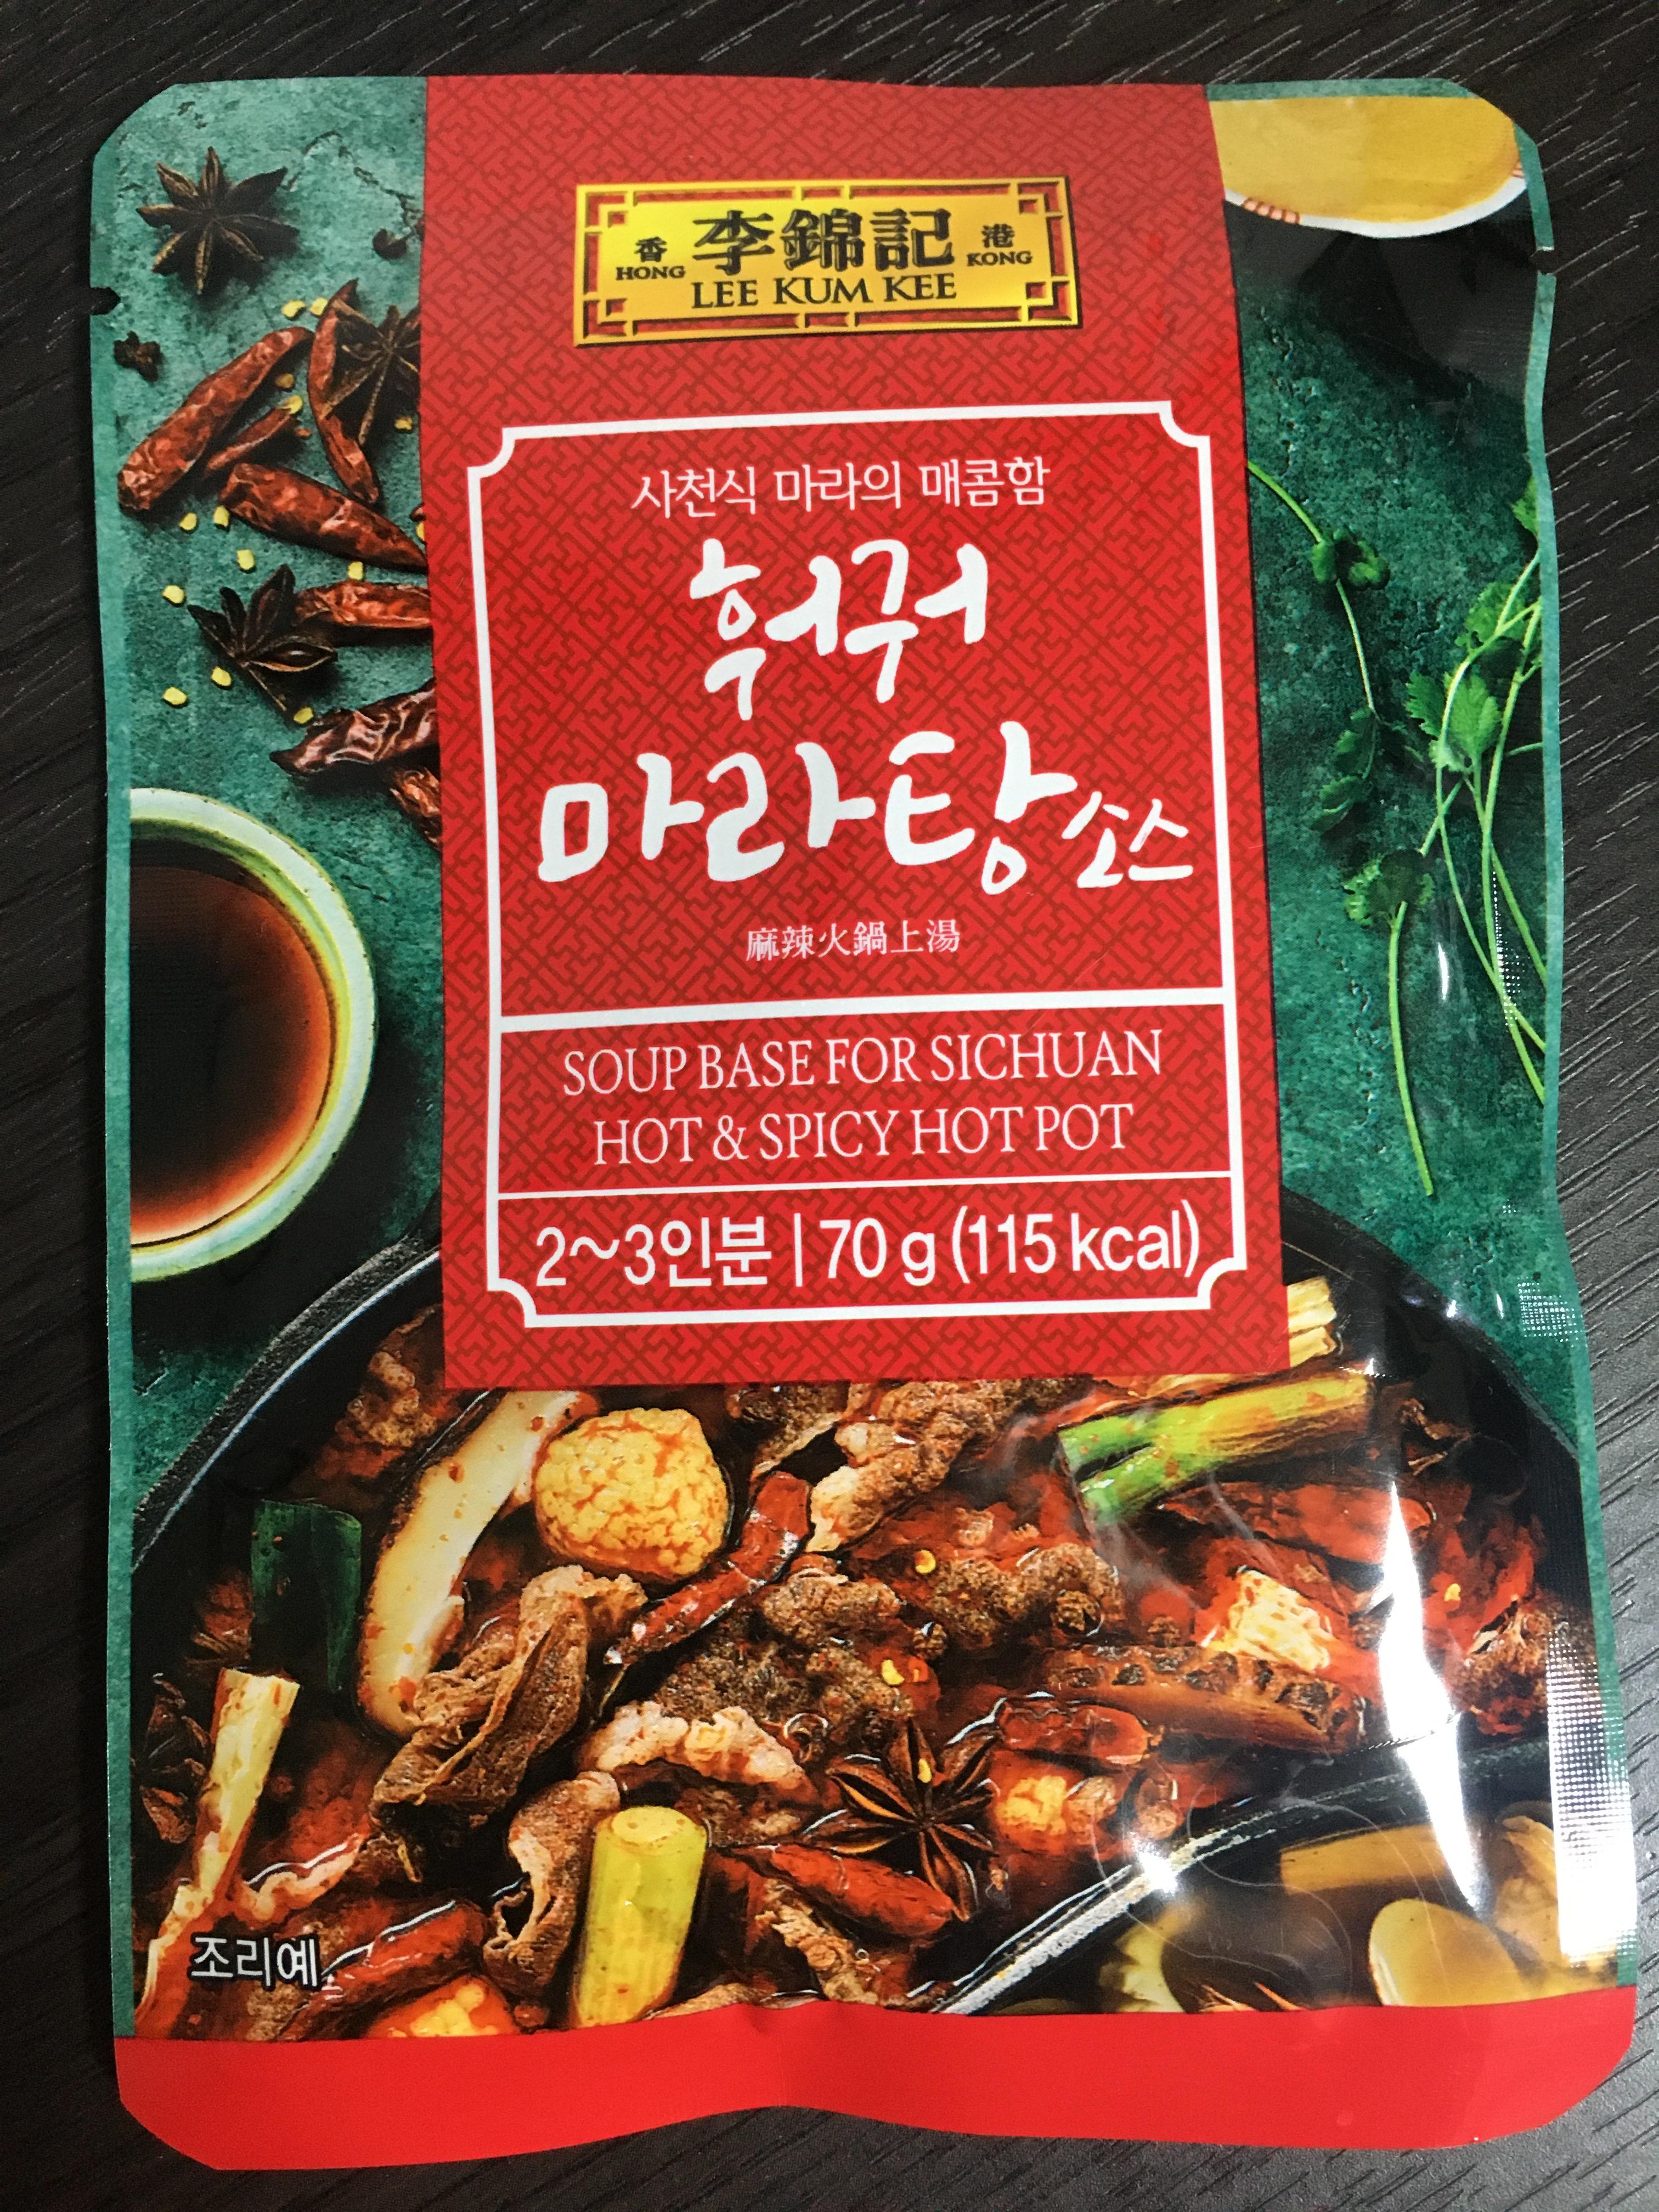 香 李錦記 港
HONG LEE KUM KEE KONG
사천식 마라의 매콤함
훠궈
마라탕 소스
麻辣火鍋上湯
SOUP BASE FOR SICHUAN
HOT & SPICY HOT POT
2~3인분 | 70 g (115 kcal)
조리예